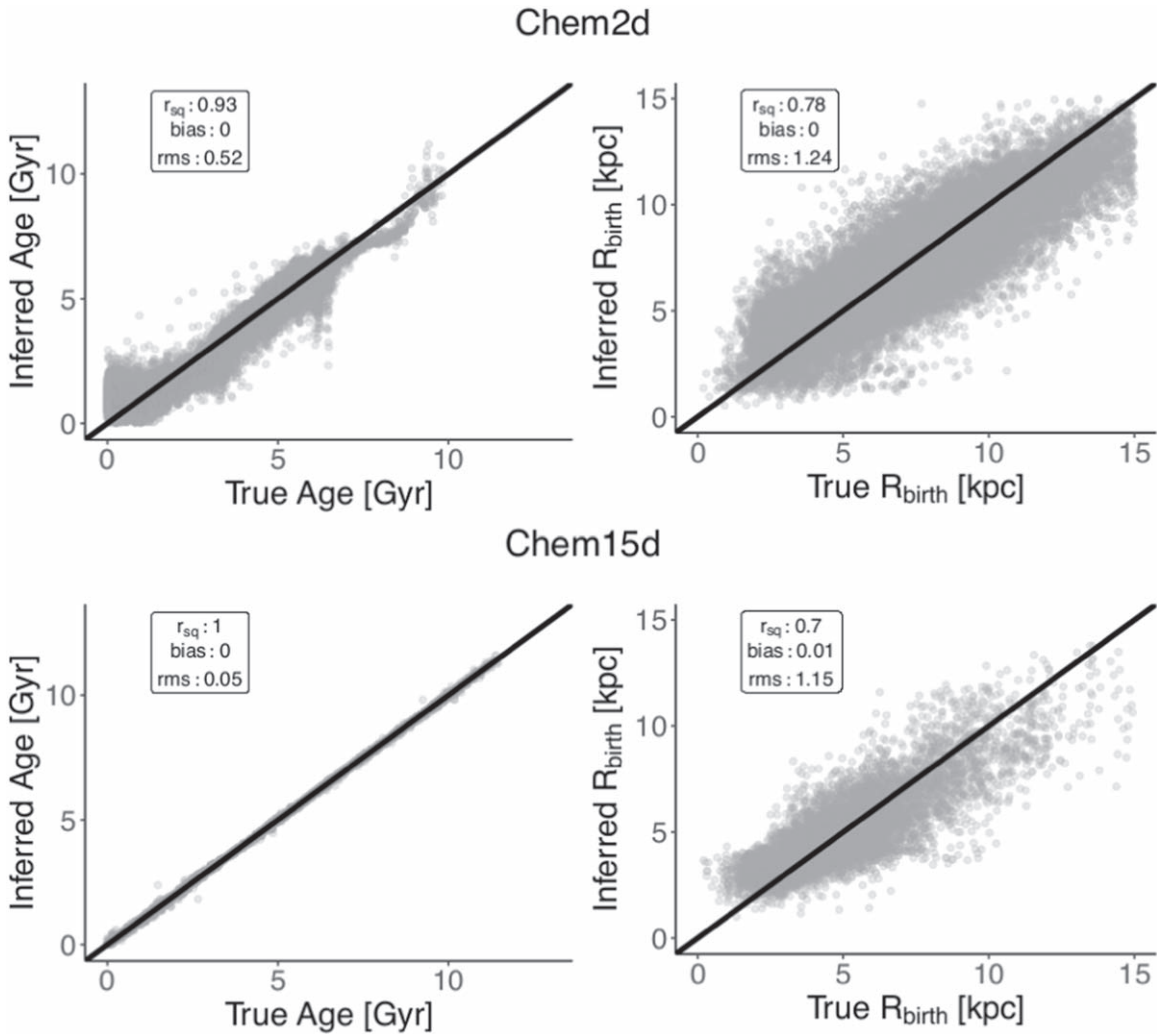 Chem2d
r_sq : 0.93
bias : 0
rms : 0.52
Inferred Age [Gyr]
10
5
0
0 5 10
True Age [Gyr]
r_sq : 0.78
bias : 0
rms : 1.24
Inferred R_birth [kpc]
15
10
5
0
0 5 10 15
True R_birth [kpc]
Chem15d
r_sq : 1
bias : 0
rms : 0.05
Inferred Age [Gyr]
10
5
0
0 5 10
True Age [Gyr]
r_sq : 0.7
bias : 0.01
rms : 1.15
Inferred R_birth [kpc]
15
10
5
0
0 5 10 15
True R_birth [kpc]